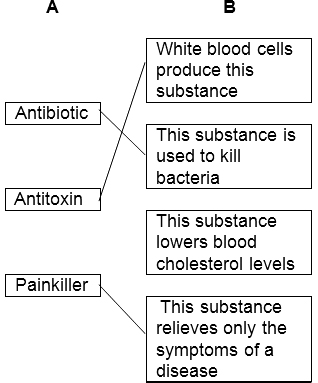 A
B
White blood cells
produce this
substance
Antibiotic
This substance is
used to kill
bacteria
Antitoxin
This substance
lowers blood
cholesterol levels
Painkiller
This substance
relieves only the
symptoms of a
disease